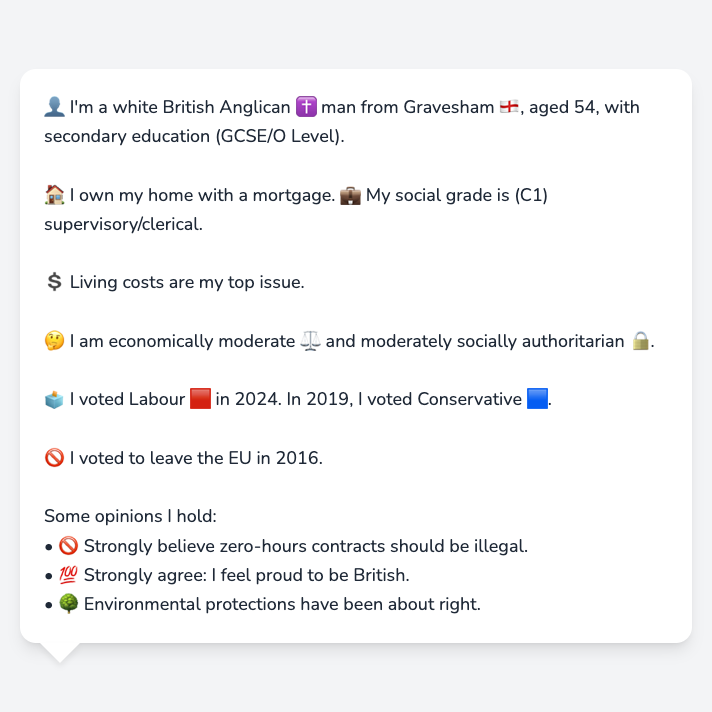 👤 I'm a white British Anglican ✝️ man from Gravesham 🏴󠁧󠁢󠁥󠁮󠁧󠁿, aged 54, with
secondary education (GCSE/O Level).
🏠 I own my home with a mortgage. 💼 My social grade is (C1)
supervisory/clerical.
💲 Living costs are my top issue.
🤔 I am economically moderate ⚖️ and moderately socially authoritarian 🔒.
🗳️ I voted Labour 🟥 in 2024. In 2019, I voted Conservative 🟦.
🚫 I voted to leave the EU in 2016.
Some opinions I hold:
• 🚫 Strongly believe zero-hours contracts should be illegal.
• 💯 Strongly agree: I feel proud to be British.
• 🌳 Environmental protections have been about right.